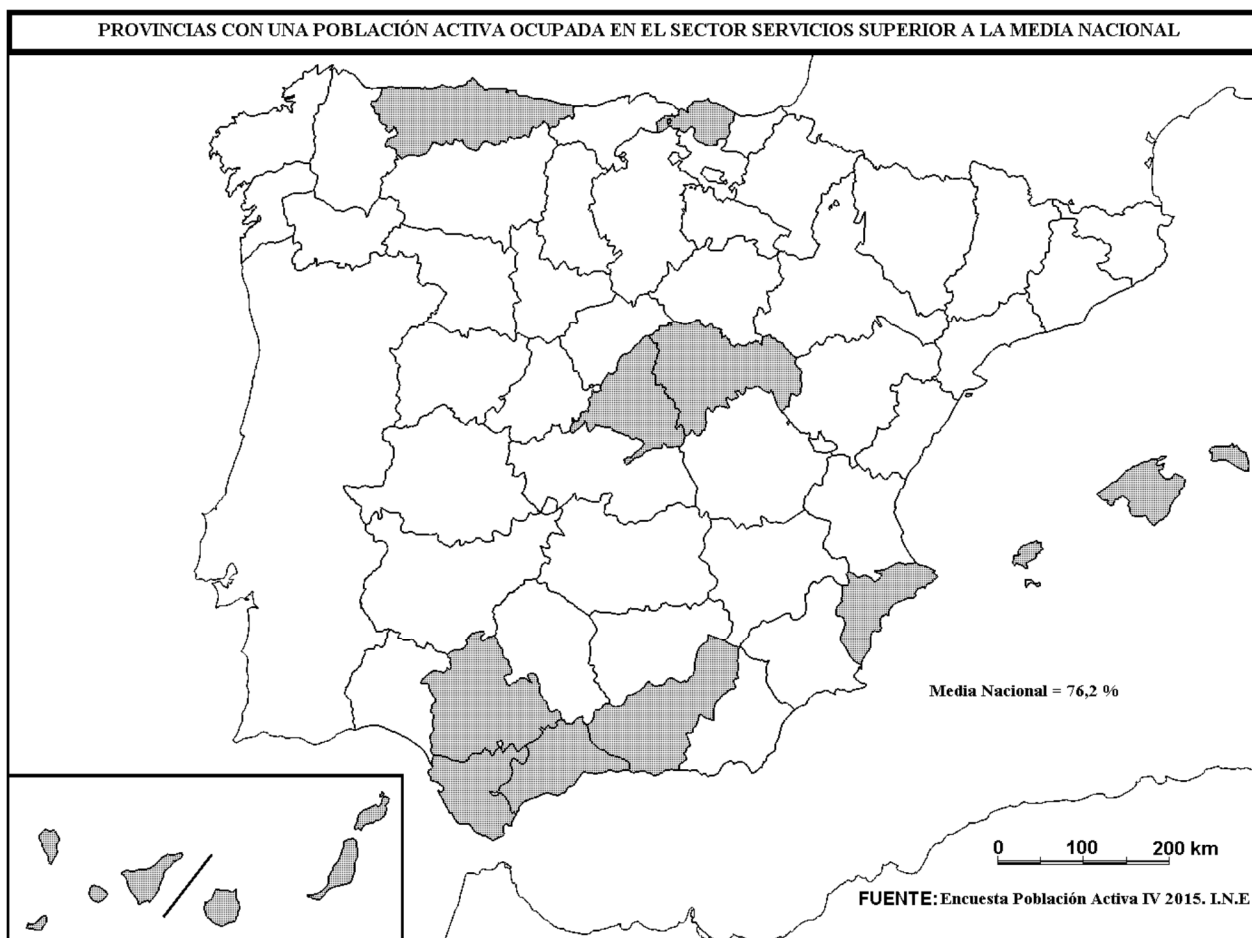 PROVINCIAS CON UNA POBLACIÓN ACTIVA OCUPADA EN EL SECTOR SERVICIOS SUPERIOR A LA MEDIA NACIONAL
Media Nacional = 76,2 %
0 100 200 km
FUENTE: Encuesta Población Activa IV 2015. I.N.E